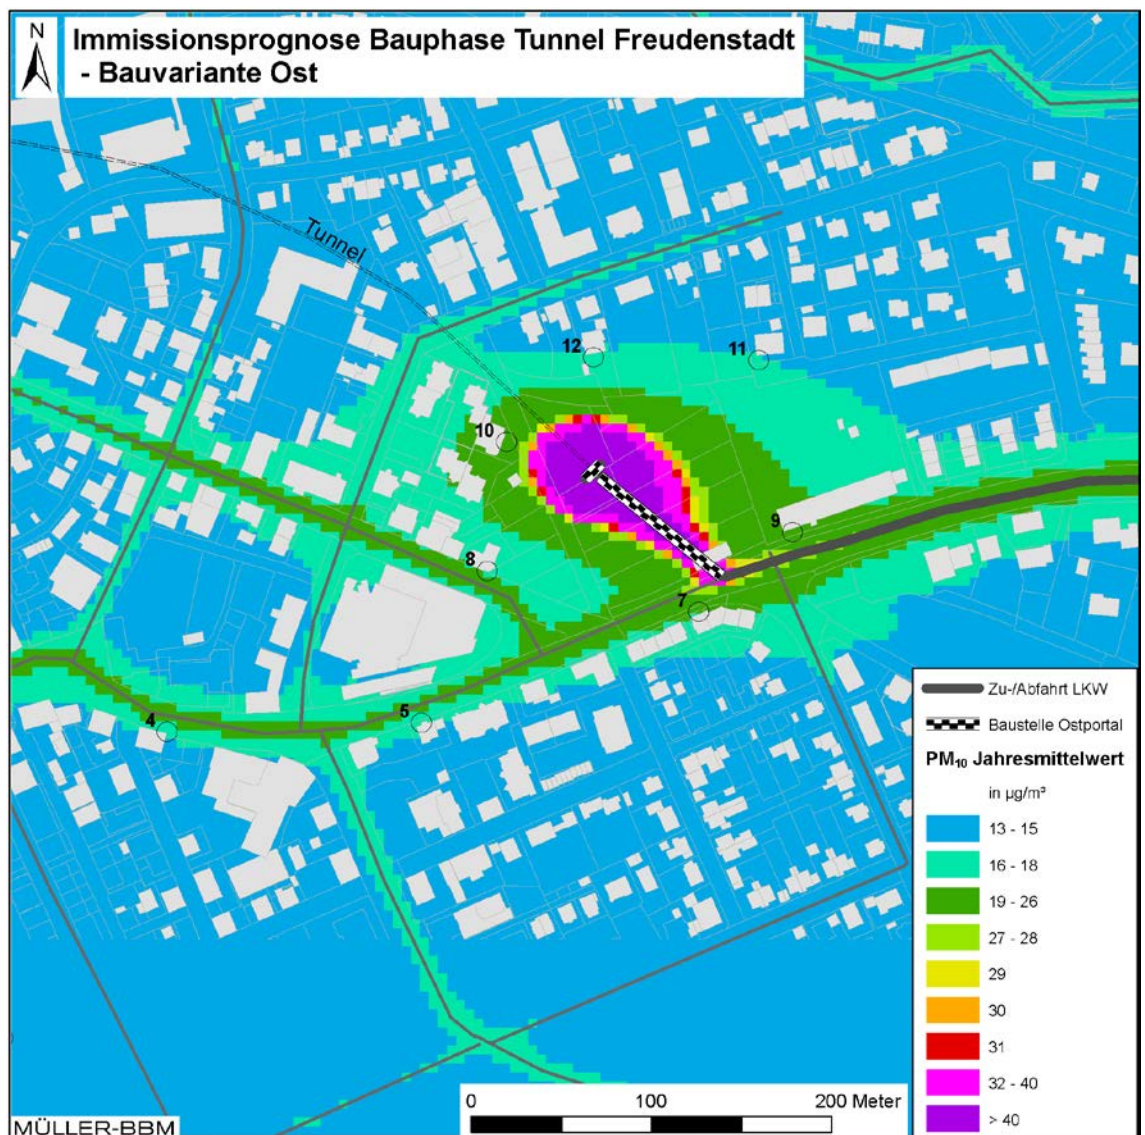 N
Immissionsprognose Bauphase Tunnel Freudenstadt
- Bauvariante Ost
Tunnel
12
11
10
9
8
7
5
4
Zu-/Abfahrt LKW
Baustelle Ostportal
PM₁₀ Jahresmittelwert
in µg/m³
13 - 15
16 - 18
19 - 26
27 - 28
29
30
31
32 - 40
> 40
0 100 200 Meter
MÜLLER-BBM